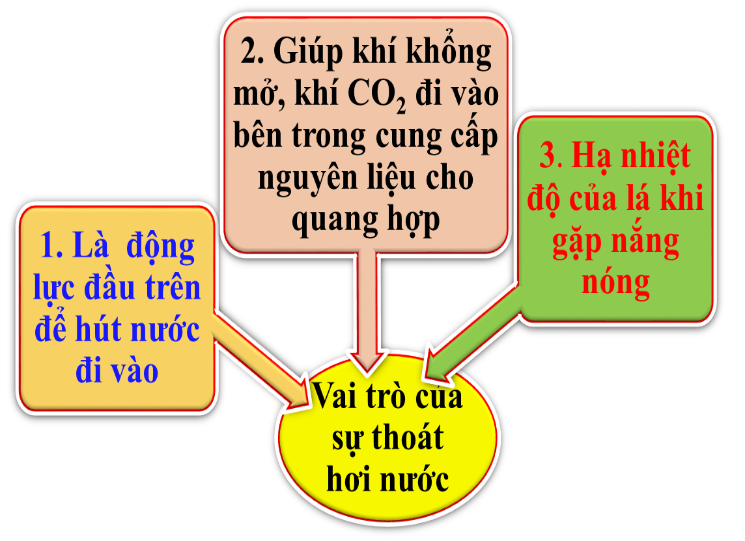 1. Là động
lực đầu trên
để hút nước
đi vào
2. Giúp khí khổng
mở, khí CO₂ đi vào
bên trong cung cấp
nguyên liệu cho
quang hợp
3. Hạ nhiệt
độ của lá khi
gặp nắng
nóng
Vai trò của
sự thoát
hơi nước